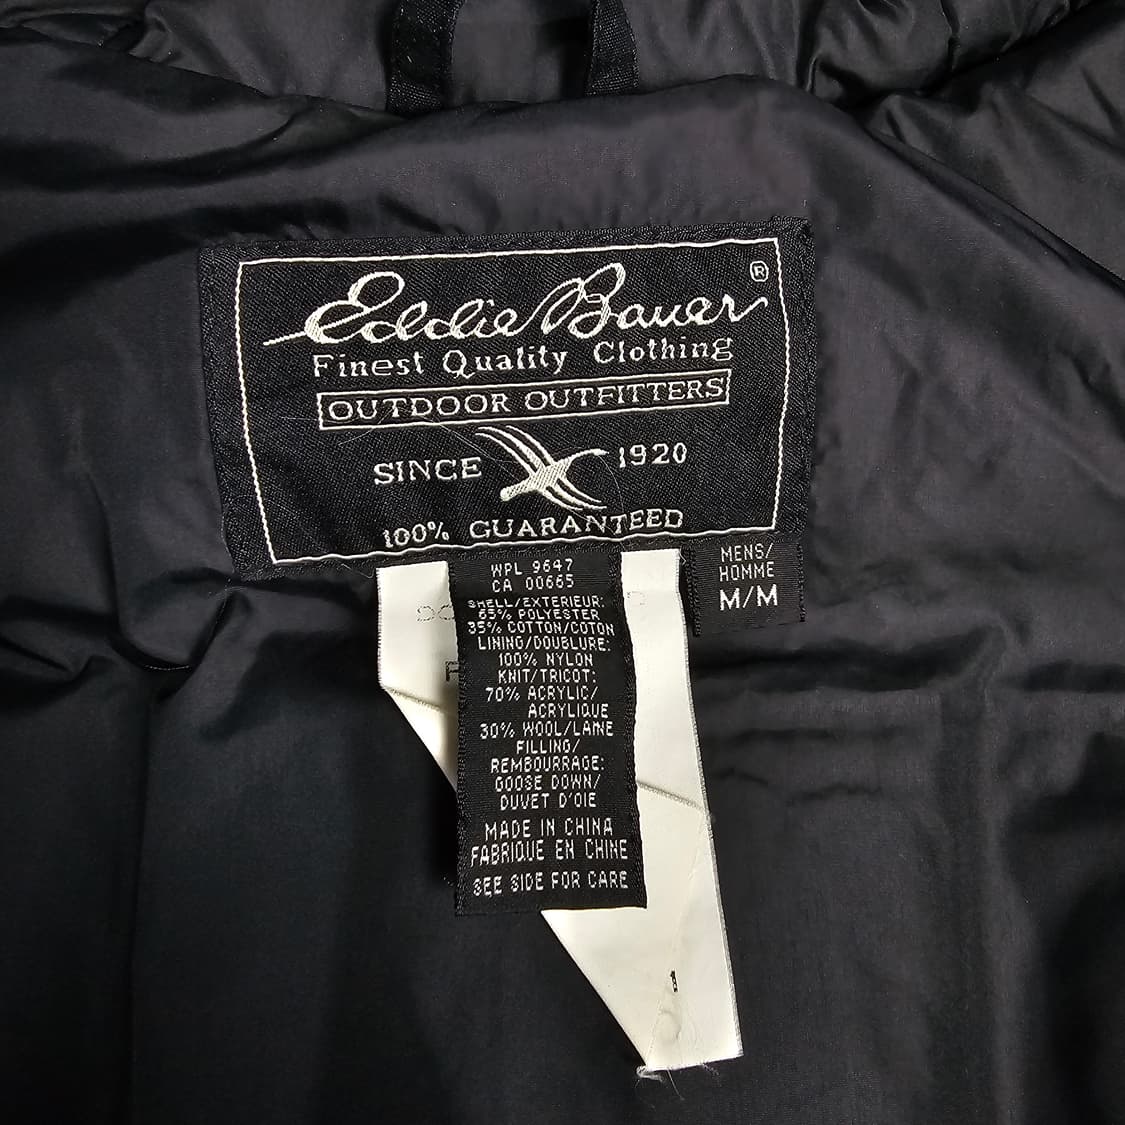 Eddie Bauer ®
Finest Quality Clothing
OUTDOOR OUTFITTERS
SINCE 1920
100% GUARANTEED
MENS/
HOMME
M/M
WPL 9647
CA 00665
SHELL/EXTERIEUR:
65% POLYESTER
35% COTTON/COTON
LINING/DOUBLURE:
100% NYLON
KNIT/TRICOT:
70% ACRYLIC/
ACRYLIQUE
30% WOOL/LAINE
FILLING/
REMBOURRAGE:
GOOSE DOWN/
DUVET D'OIE
MADE IN CHINA
FABRIQUE EN CHINE
SEE SIDE FOR CARE